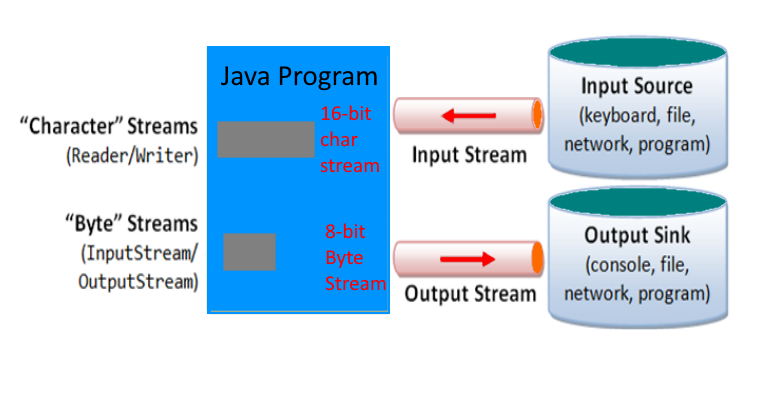 Java Program
“Character” Streams
(Reader/Writer)
16-bit
char
stream
“Byte” Streams
(InputStream/
OutputStream)
8-bit
Byte
Stream
Input Stream
Output Stream
Input Source
(keyboard, file,
network, program)
Output Sink
(console, file,
network, program)